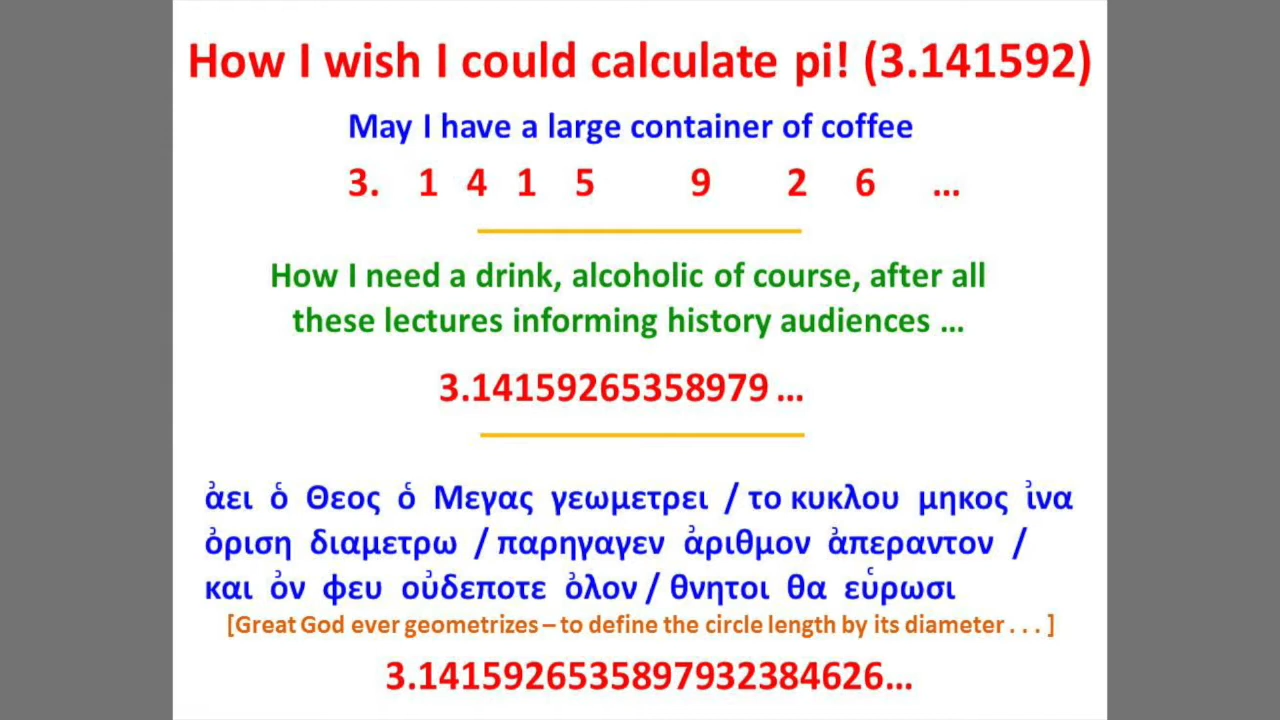 How I wish I could calculate pi! (3.141592)
May I have a large container of coffee
3. 1 4 1 5 9 2 6 ...
How I need a drink, alcoholic of course, after all
these lectures informing history audiences ...
3.14159265358979 ...
ἀει ὁ Θεος ὁ Μεγας γεωμετρει / το κυκλου μηκος ἰνα
ὀριση διαμετρω / παρηγαγεν ἀριθμον ἀπεραντον /
και ὀν φευ οὐδεποτε ὀλον / θνητοι θα εὑρωσι
[Great God ever geometrizes – to define the circle length by its diameter . . . ]
3.1415926535897932384626...